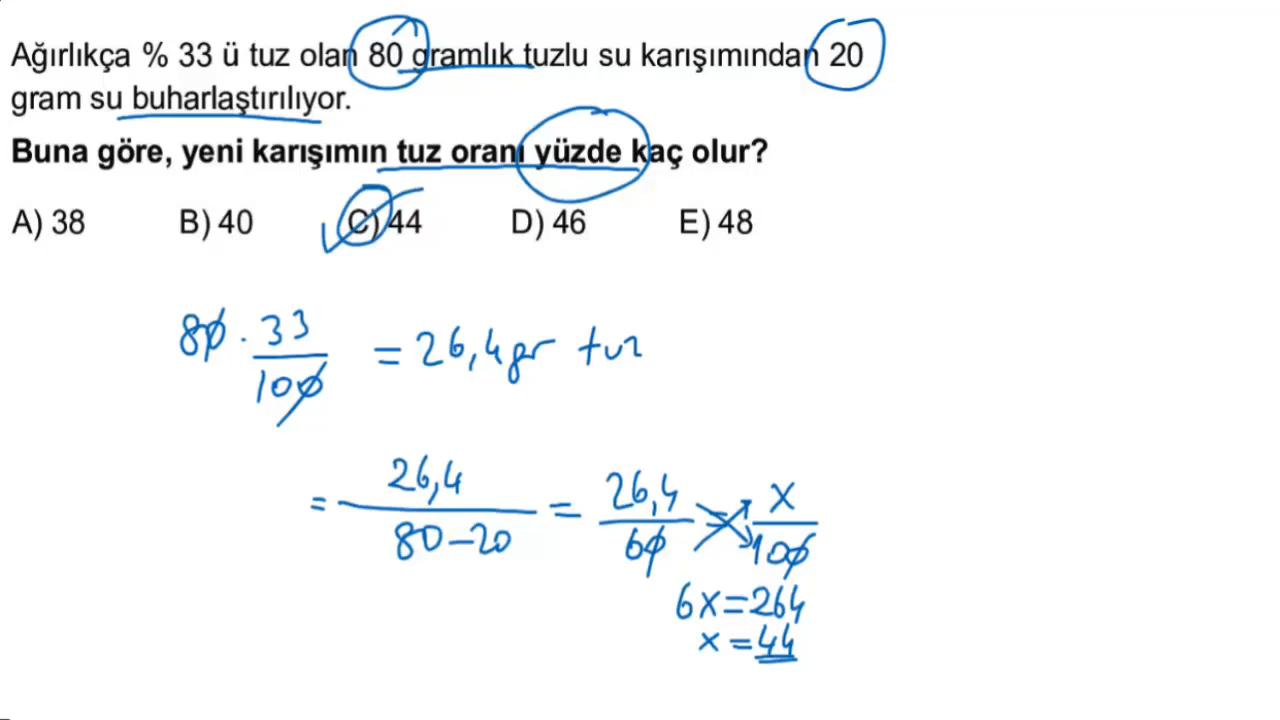 Ağırlıkça % 33 ü tuz olan 80 gramlık tuzlu su karışımından 20
gram su buharlaştırılıyor.
Buna göre, yeni karışımın tuz oranı yüzde kaç olur?
A) 38 B) 40 C) 44 D) 46 E) 48
80 · 33/100 = 26,4 gr tuz
= 26,4/80-20 = 26,4/60 = x/100
6x=264
x=44